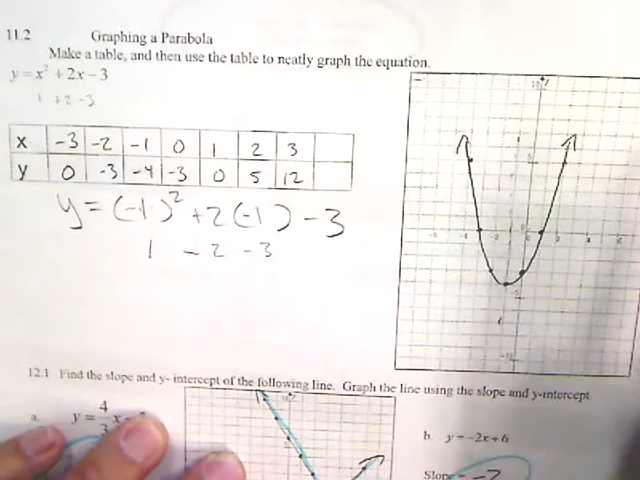 11.2 Graphing a Parabola
Make a table, and then use the table to neatly graph the equation.
y = x² + 2x − 3
1 + 2 - 3
x -3 -2 -1 0 1 2 3
y 0 -3 -4 -3 0 5 12
y = (-1)² + 2(-1) - 3
1 - 2 - 3
12.1 Find the slope and y- intercept of the following line. Graph the line using the slope and y-intercept
a. y = 4/3 x -
b. y = -2x + 6
Slope = -2